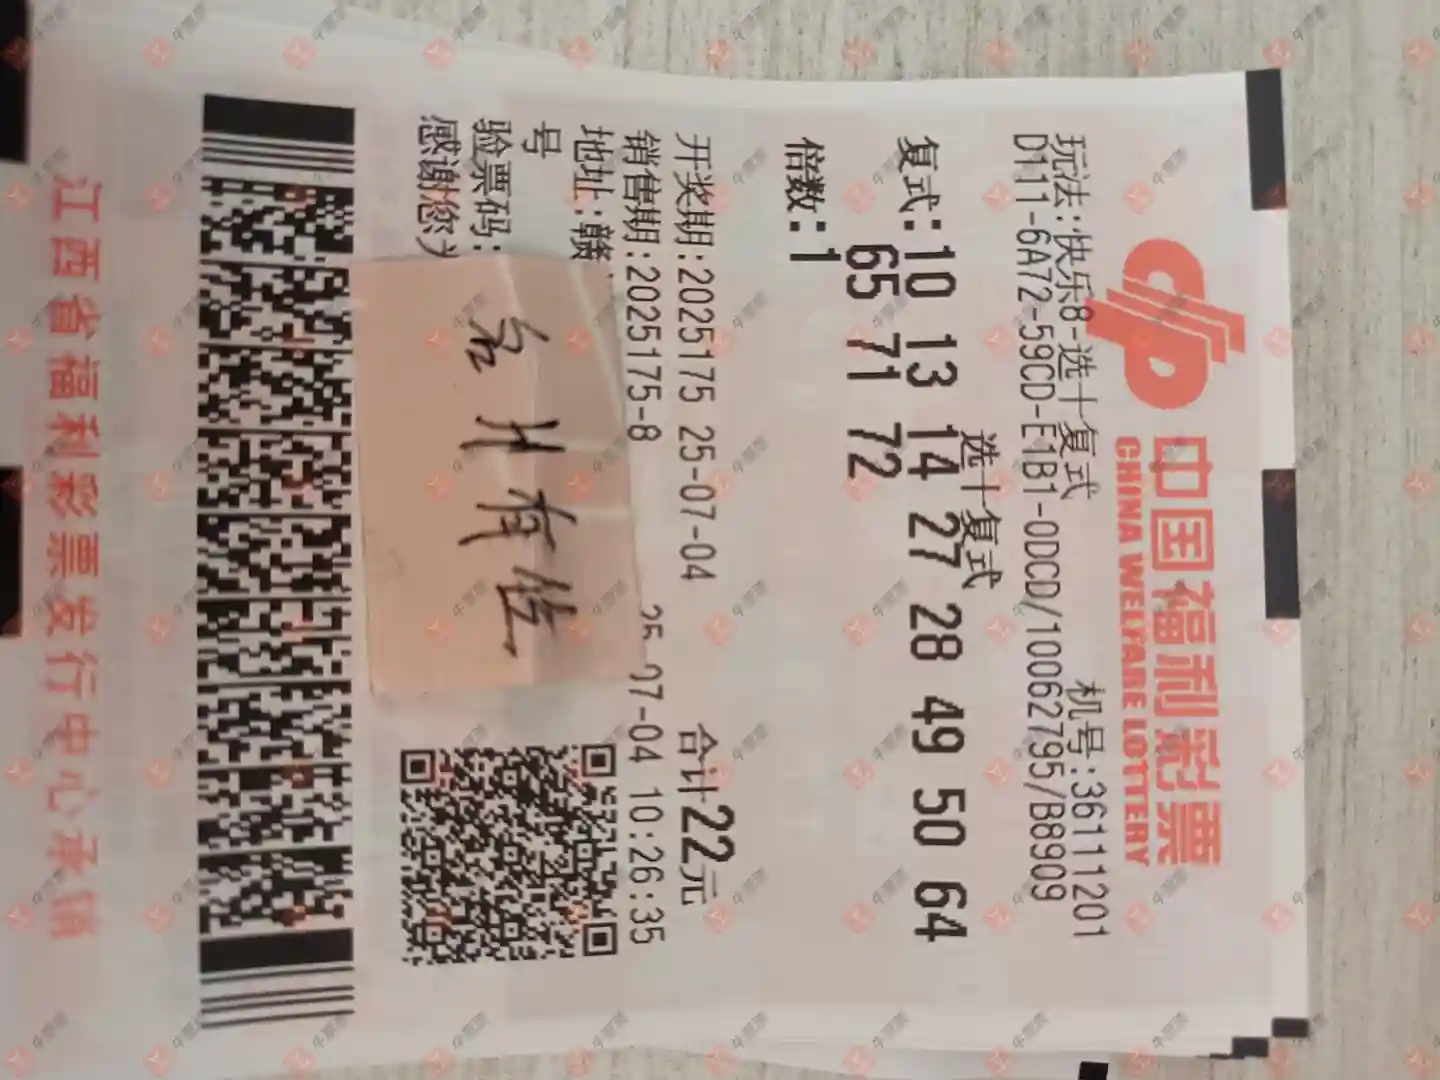 中国福利彩票
CHINA WELFARE LOTTERY
玩法:快乐8-选十复式 机号:36111201
D111-6A72-59CD-E1B1-0DCD/10062795/B8909
选十复式
复式:10 13 14 27 28 49 50 64
65 71 72
倍数:1
合计22元
开奖期:2025175 25-07-04
销售期:2025175-8 25-07-04 10:26:35
地址:赣
号
验票码:
感谢您为
江西省福利彩票发行中心承销